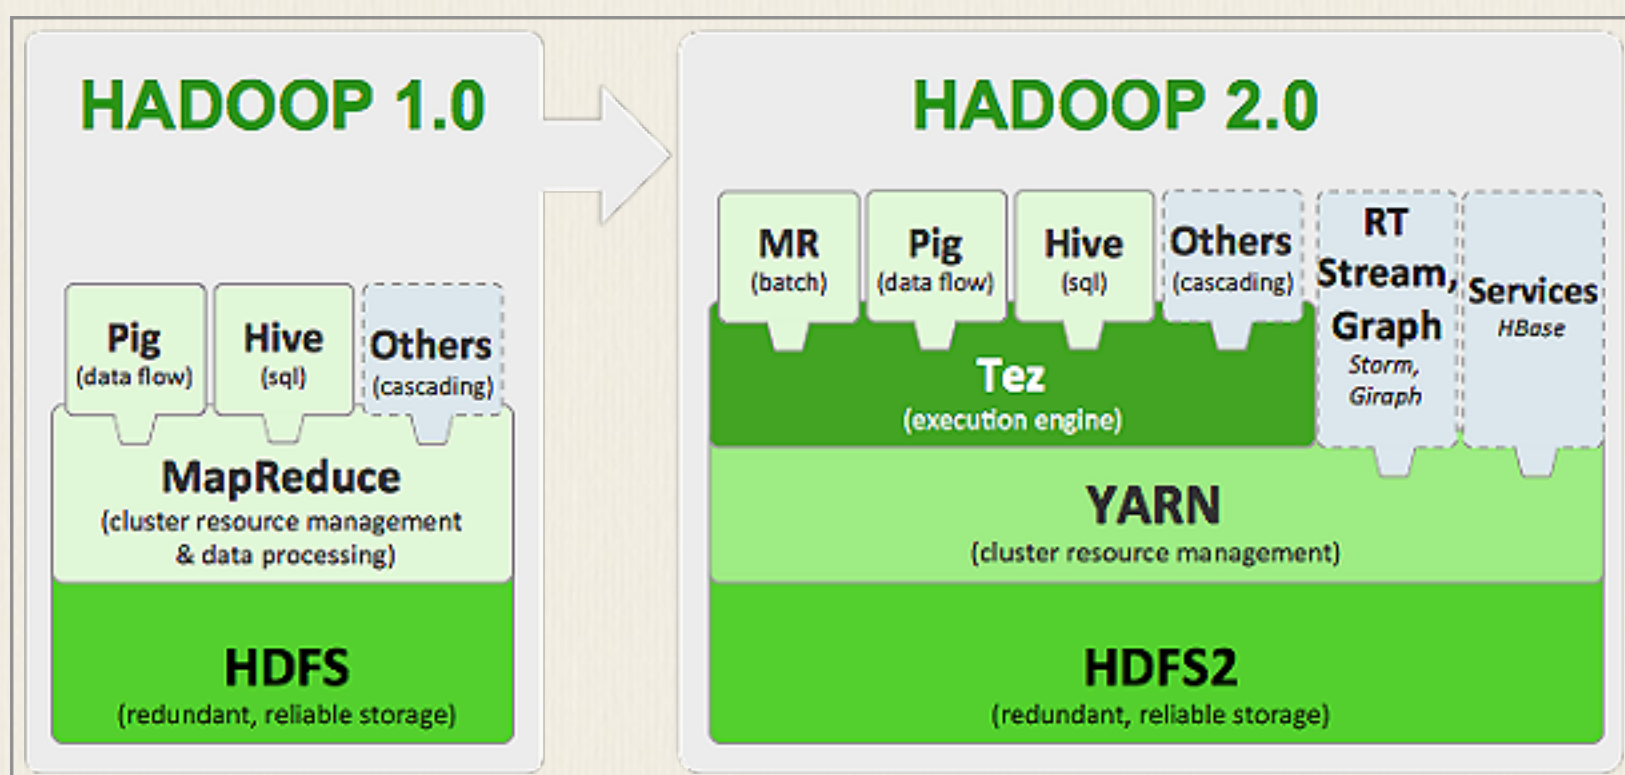 HADOOP 1.0
Pig
(data flow)
Hive
(sql)
Others
(cascading)
MapReduce
(cluster resource management
& data processing)
HDFS
(redundant, reliable storage)
HADOOP 2.0
MR
(batch)
Pig
(data flow)
Hive
(sql)
Others
(cascading)
RT
Stream,
Graph
Storm,
Giraph
Services
HBase
Tez
(execution engine)
YARN
(cluster resource management)
HDFS2
(redundant, reliable storage)